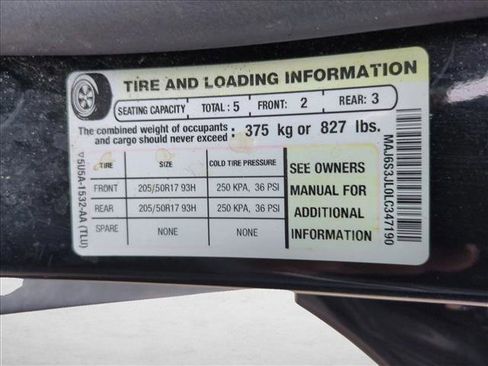 TIRE AND LOADING INFORMATION
SEATING CAPACITY TOTAL : 5 FRONT: 2 REAR: 3
The combined weight of occupants and cargo should never exceed : 375 kg or 827 lbs.
TIRE SIZE COLD TIRE PRESSURE
FRONT 205/50R17 93H 250 KPA, 36 PSI
REAR 205/50R17 93H 250 KPA, 36 PSI
SPARE NONE NONE
SEE OWNERS
MANUAL FOR
ADDITIONAL
INFORMATION
5U5A-1532-AA (TLU)
MAJ6S3JL0LC347190